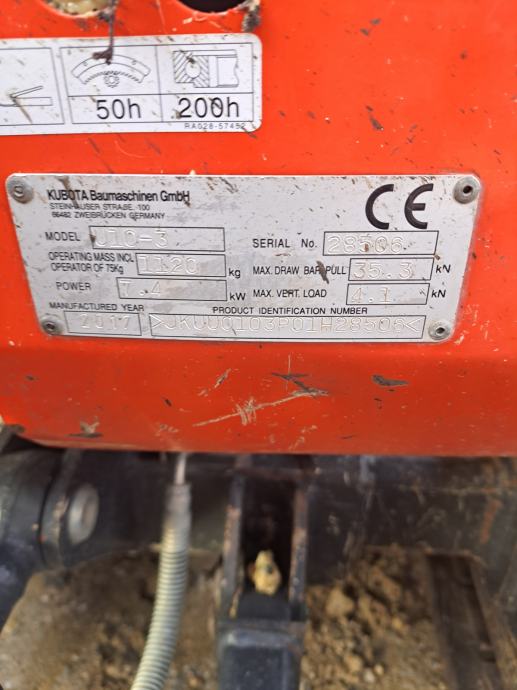 50h 200h
RA028-57452
KUBOTA Baumaschinen GmbH
STEINHAUSER STRAßE. 100
66482 ZWEIBRÜCKEN GERMANY
CE
MODEL U10-3 SERIAL No. 28506
OPERATING MASS INCL. OPERATOR OF 75Kg 1120 kg MAX. DRAW BAR PULL 35.3 kN
POWER 7.4 kW MAX. VERT. LOAD 4.1 kN
MANUFACTURED YEAR PRODUCT IDENTIFICATION NUMBER
2017 >JKUU0103P01H28506<